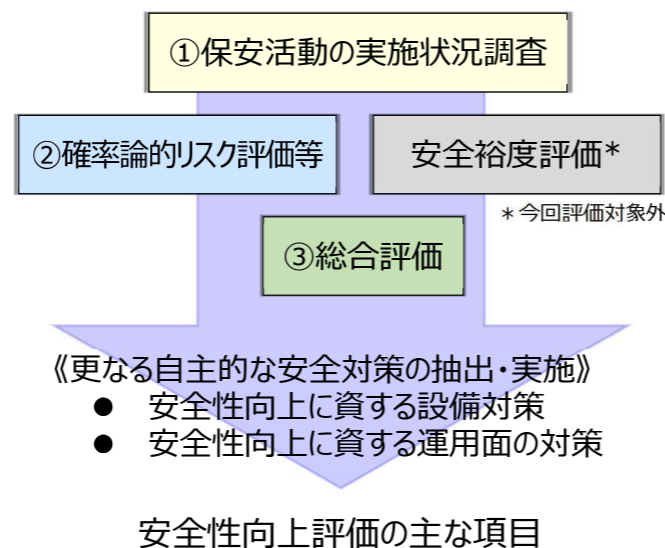 ①保安活動の実施状況調査
②確率論的リスク評価等
安全裕度評価*
*今回評価対象外
③総合評価
《更なる自主的な安全対策の抽出・実施》
● 安全性向上に資する設備対策
● 安全性向上に資する運用面の対策
安全性向上評価の主な項目